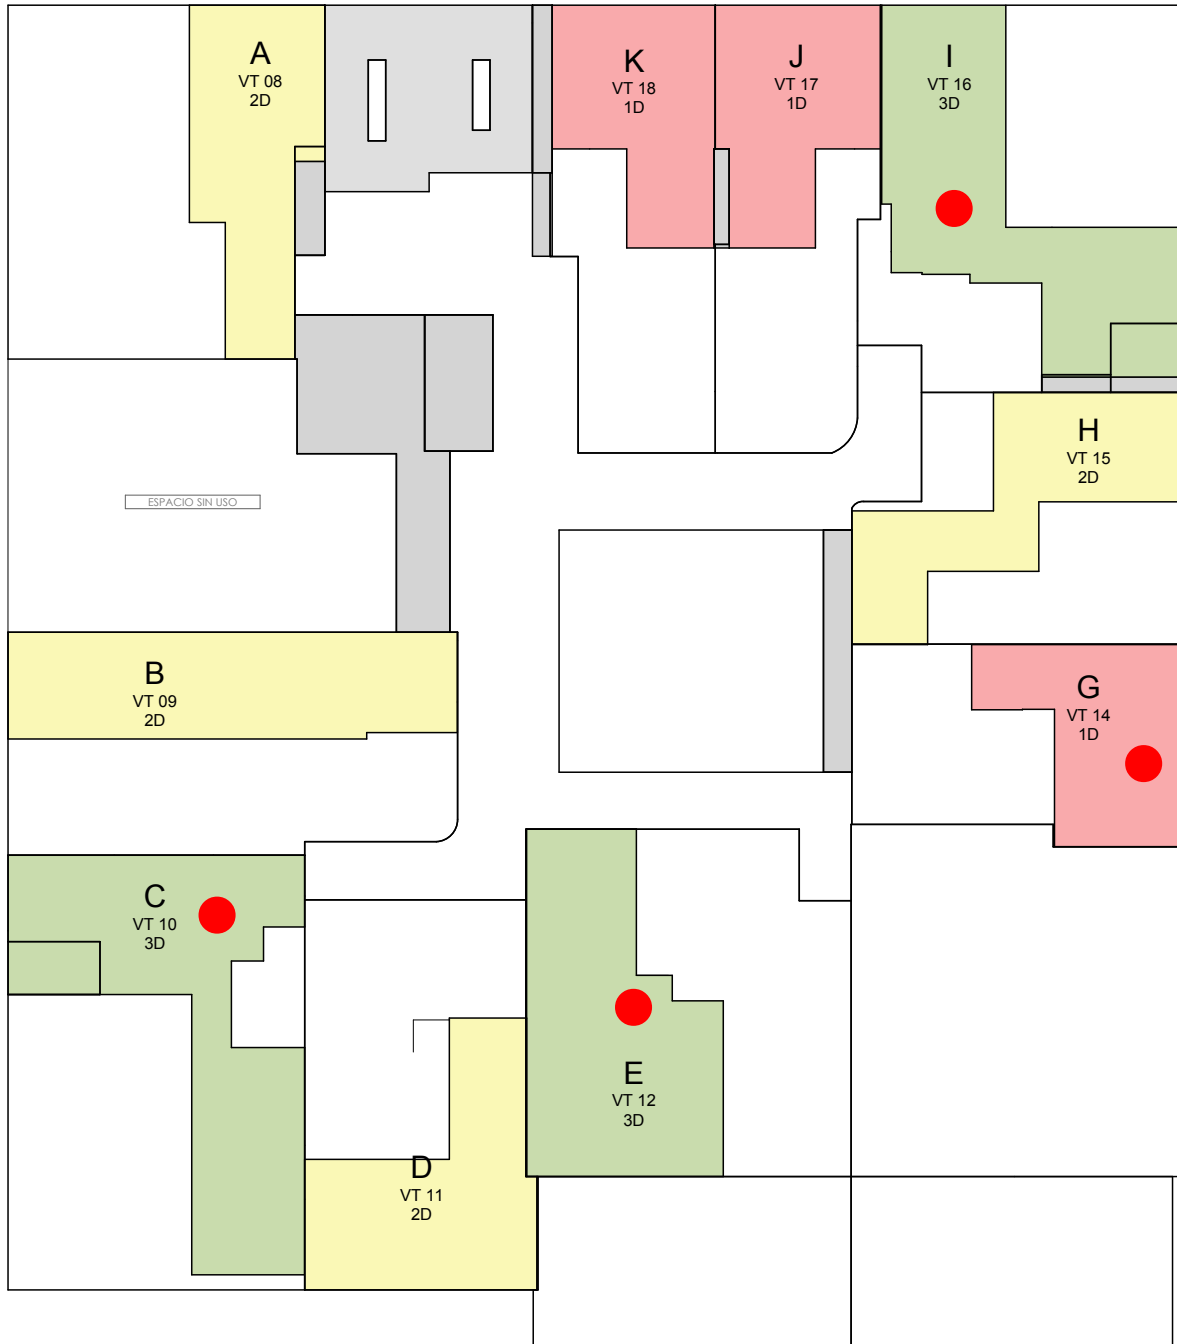 A
VT 08
2D
K
VT 18
1D
J
VT 17
1D
I
VT 16
3D
H
VT 15
2D
ESPACIO SIN USO
B
VT 09
2D
G
VT 14
1D
C
VT 10
3D
E
VT 12
3D
D
VT 11
2D